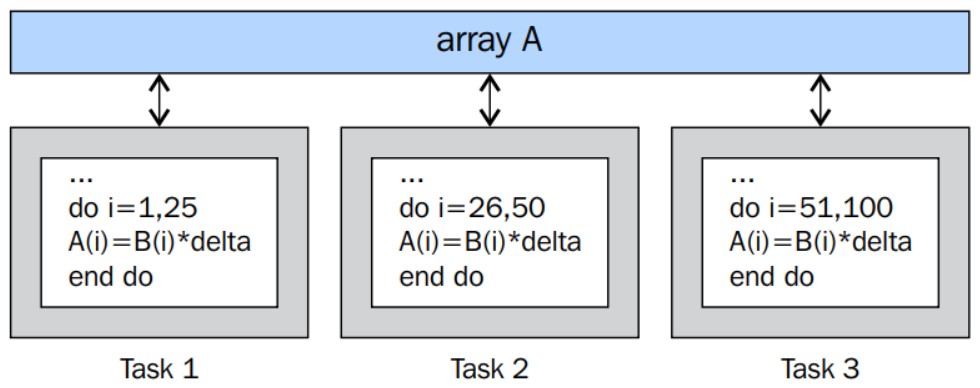 array A
...
do i=1,25
A(i)=B(i)*delta
end do
...
do i=26,50
A(i)=B(i)*delta
end do
...
do i=51,100
A(i)=B(i)*delta
end do
Task 1
Task 2
Task 3